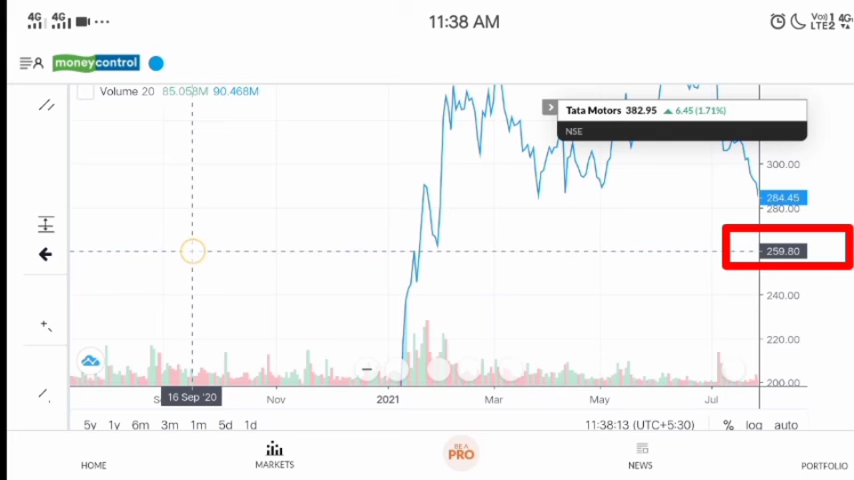 4G 4G 11:38 AM Vo)) 1 4G LTE2
moneycontrol
Volume 20 85.058M 90.468M
Tata Motors 382.95 6.45 (1.71%)
NSE
300.00
284.45
280.00
259.80
240.00
220.00
200.00
16 Sep '20 Nov 2021 Mar May Jul
5y 1y 6m 3m 1m 5d 1d 11:38:13 (UTC+5:30) % log auto
BE A
PRO
HOME MARKETS NEWS PORTFOLIO